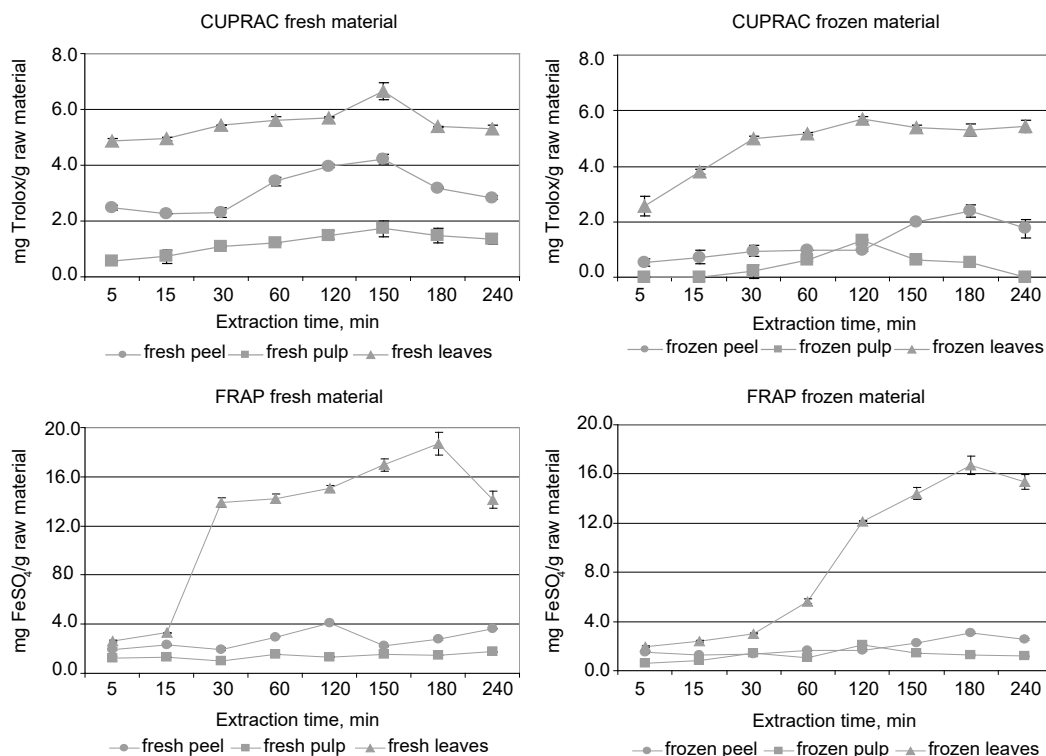 CUPRAC fresh material
mg Trolox/g raw material
8.0
6.0
4.0
2.0
0.0
5 15 30 60 120 150 180 240
Extraction time, min
fresh peel fresh pulp fresh leaves
CUPRAC frozen material
mg Trolox/g raw material
8.0
6.0
4.0
2.0
0.0
5 15 30 60 120 150 180 240
Extraction time, min
frozen peel frozen pulp frozen leaves
FRAP fresh material
mg FeSO₄/g raw material
20.0
16.0
12.0
8.0
4.0
0.0
5 15 30 60 120 150 180 240
Extraction time, min
fresh peel fresh pulp fresh leaves
FRAP frozen material
mg FeSO₄/g raw material
20.0
16.0
12.0
8.0
4.0
0.0
5 15 30 60 120 150 180 240
Extraction time, min
frozen peel frozen pulp frozen leaves